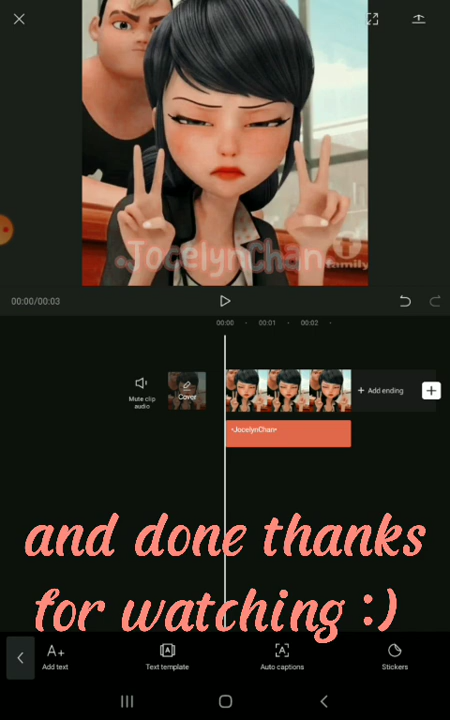 •JocelynChan
family
00:00/00:03
00:00
00:01
00:02
Mute clip
audio
Cover
+ Add ending
+
•JocelynChan•
and done thanks
for watching :)
A+
A
A
Add text
Text template
Auto captions
Stickers